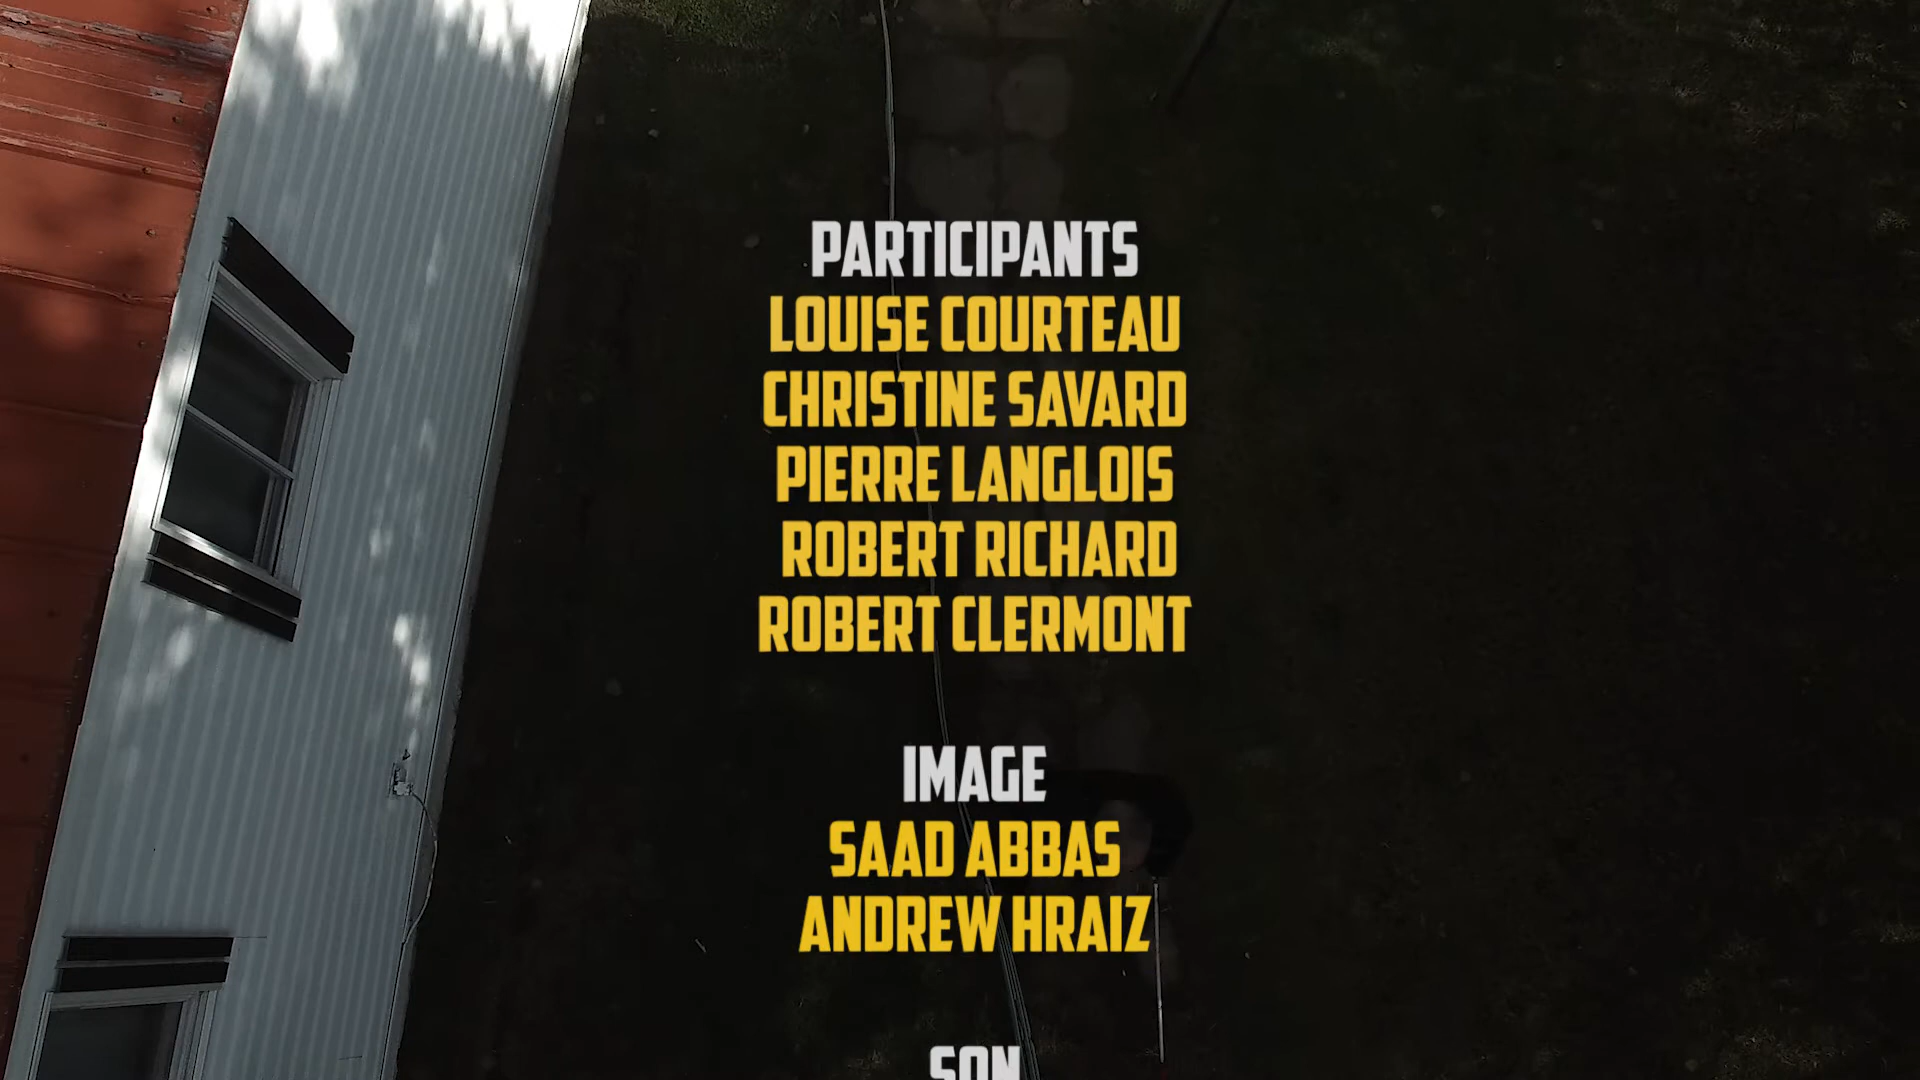 PARTICIPANTS
LOUISE COURTEAU
CHRISTINE SAVARD
PIERRE LANGLOIS
ROBERT RICHARD
ROBERT CLERMONT
IMAGE
SAAD ABBAS
ANDREW HRAIZ
SON